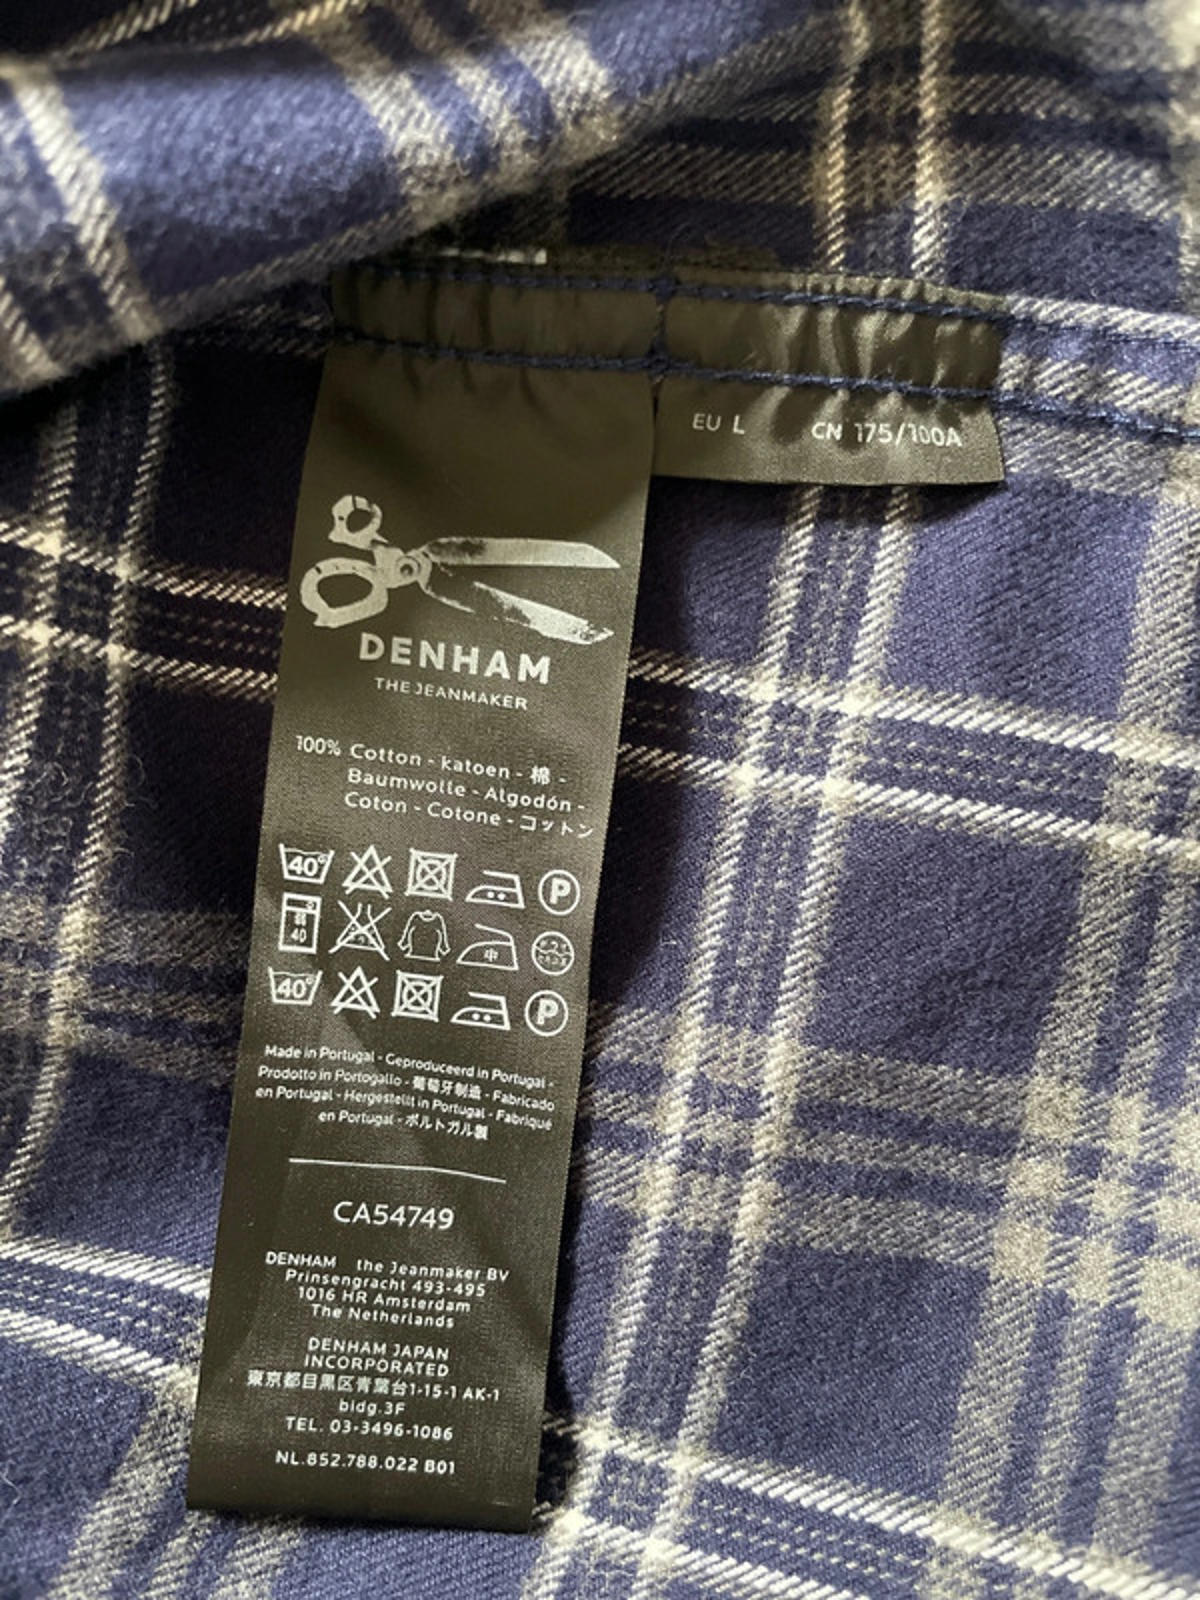 EU L CN 175/100A
DENHAM
THE JEANMAKER
100% Cotton - katoen - 棉 -
Baumwolle - Algodón -
Coton - Cotone - コットン
40° P
40 中
40° P
Made in Portugal - Geproduceerd in Portugal -
Prodotto in Portogallo - 葡萄牙制造 - Fabricado
en Portugal - Hergestellt in Portugal - Fabriqué
en Portugal - ポルトガル製
CA54749
DENHAM the Jeanmaker BV
Prinsengracht 493-495
1016 HR Amsterdam
The Netherlands
DENHAM JAPAN
INCORPORATED
東京都目黒区青葉台1-15-1 AK-1
bldg.3F
TEL. 03-3496-1086
NL.852.788.022 B01